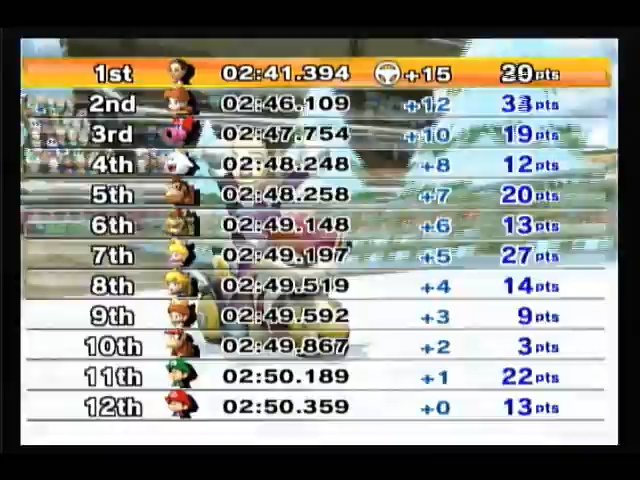 1st 02:41.394 +15 29pts
2nd 02:46.109 +12 33pts
3rd 02:47.754 +10 19pts
4th 02:48.248 +8 12pts
5th 02:48.258 +7 20pts
6th 02:49.148 +6 13pts
7th 02:49.197 +5 27pts
8th 02:49.519 +4 14pts
9th 02:49.592 +3 9pts
10th 02:49.867 +2 3pts
11th 02:50.189 +1 22pts
12th 02:50.359 +0 13pts